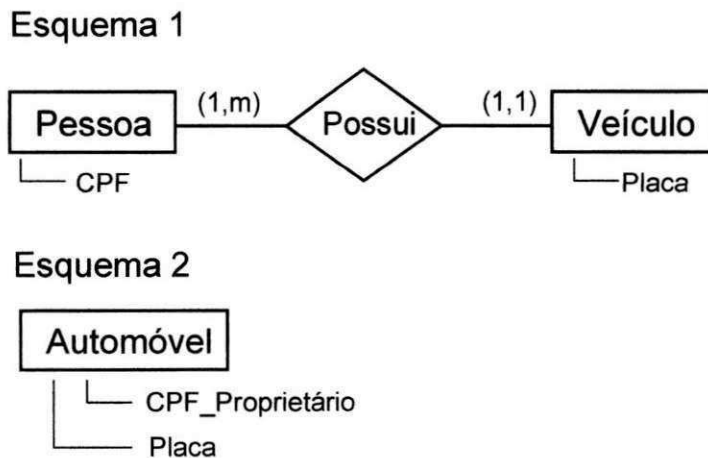 Esquema 1
Pessoa (1,m) Possui (1,1) Veículo
CPF Placa
Esquema 2
Automóvel
CPF_Proprietário
Placa